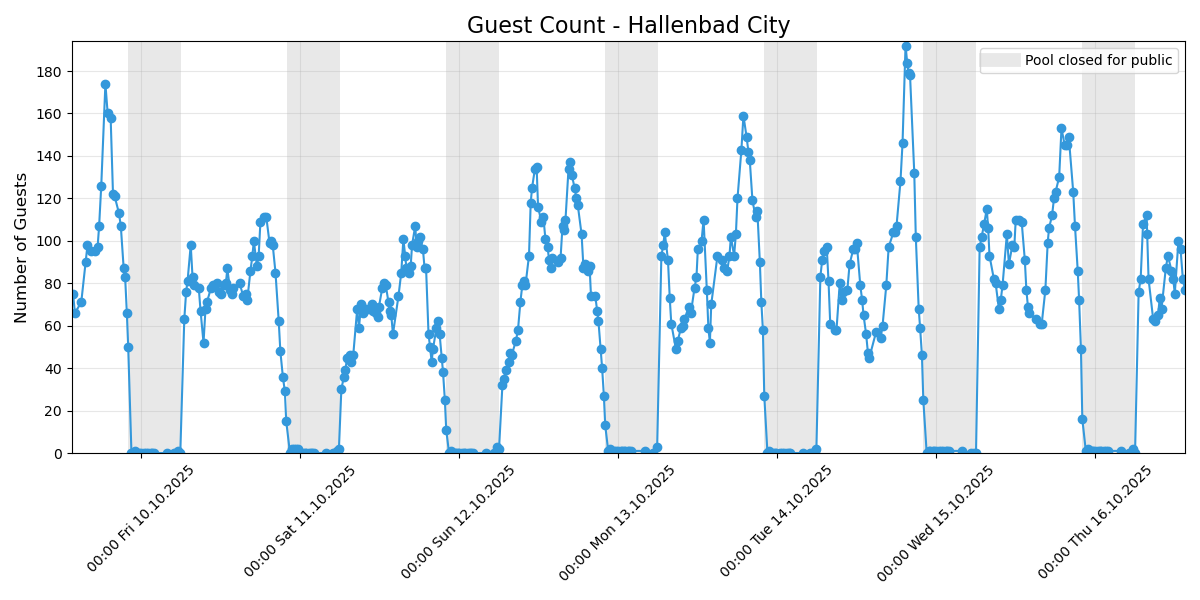 Guest Count - Hallenbad City
Pool closed for public
Number of Guests
180
160
140
120
100
80
60
40
20
0
00:00 Fri 10.10.2025
00:00 Sat 11.10.2025
00:00 Sun 12.10.2025
00:00 Mon 13.10.2025
00:00 Tue 14.10.2025
00:00 Wed 15.10.2025
00:00 Thu 16.10.2025